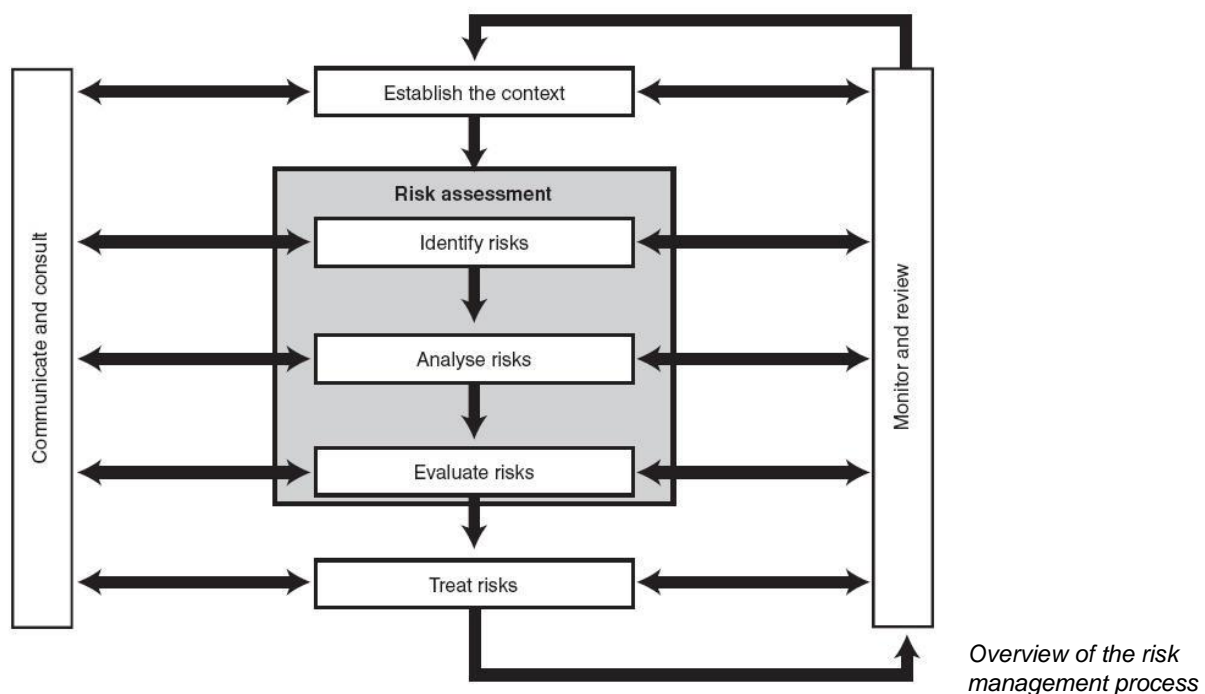 Establish the context
Risk assessment
Identify risks
Analyse risks
Evaluate risks
Treat risks
Communicate and consult
Monitor and review
Overview of the risk
management process